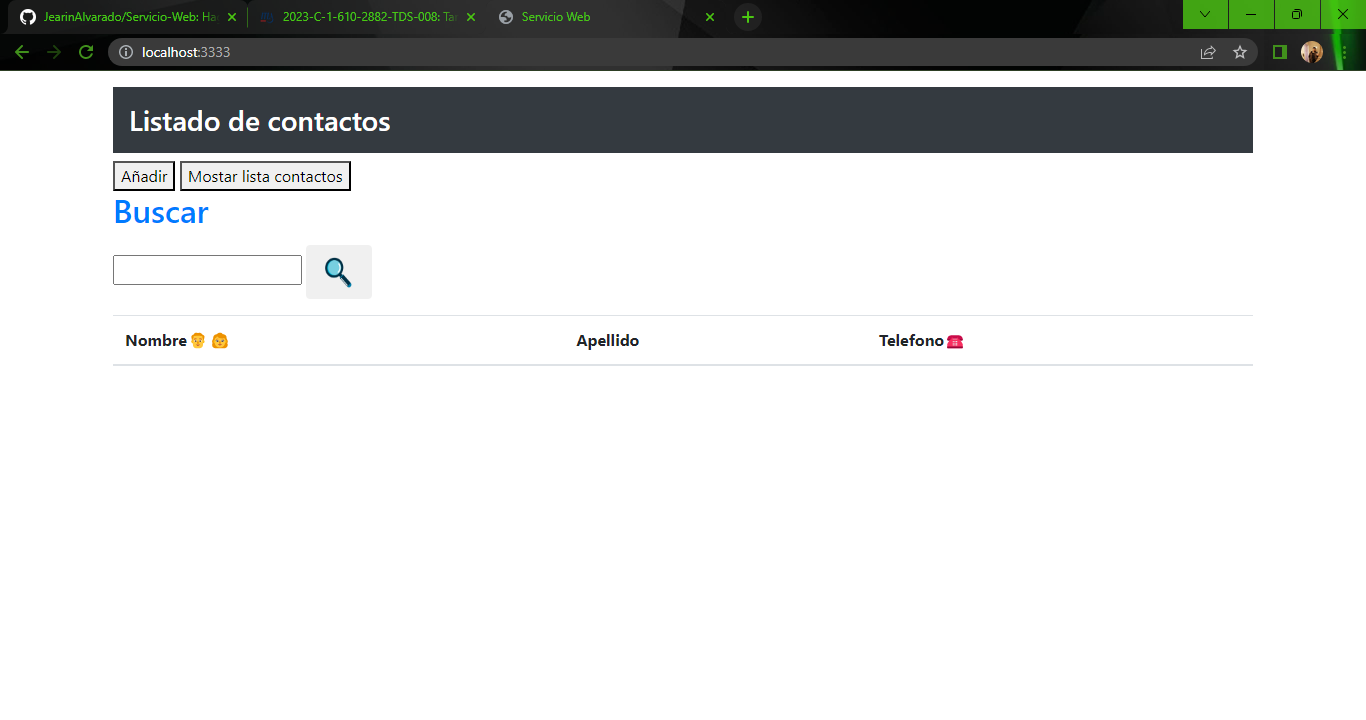 JearinAlvarado/Servicio-Web: Ha
2023-C-1-610-2882-TDS-008: Ta
Servicio Web
localhost:3333
Listado de contactos
Añadir Mostar lista contactos
Buscar
Nombre Apellido Telefono